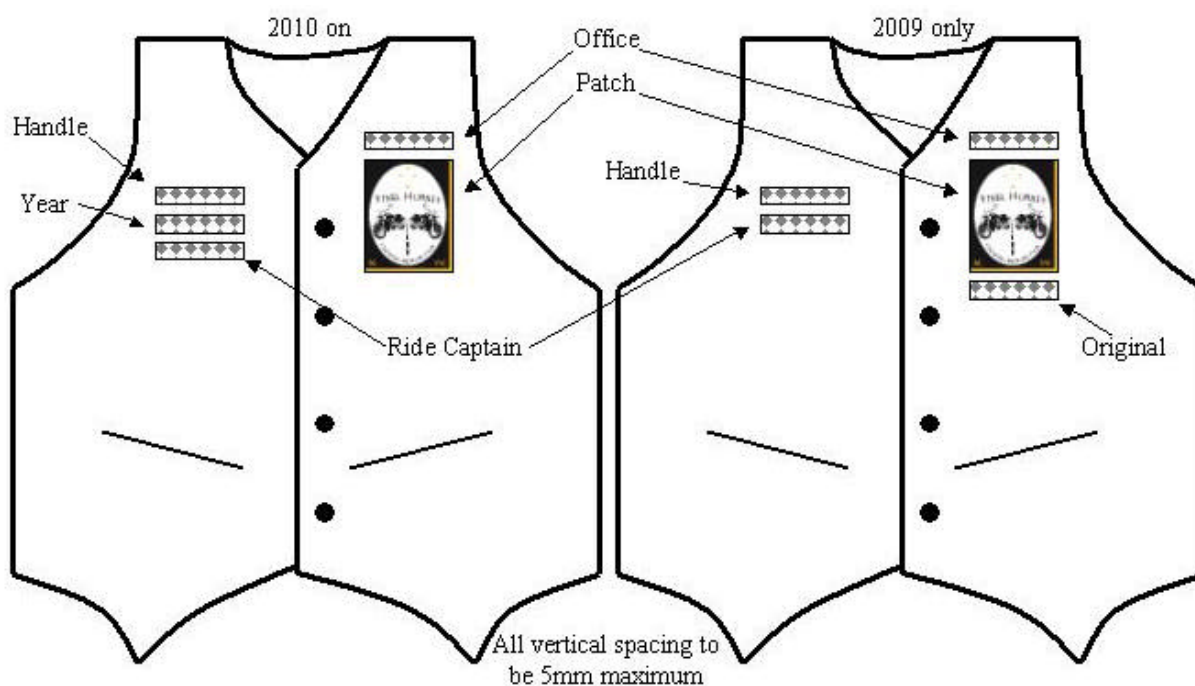 2010 on
Office
2009 only
Patch
Handle
Handle
Year
Ride Captain
Original
All vertical spacing to
be 5mm maximum